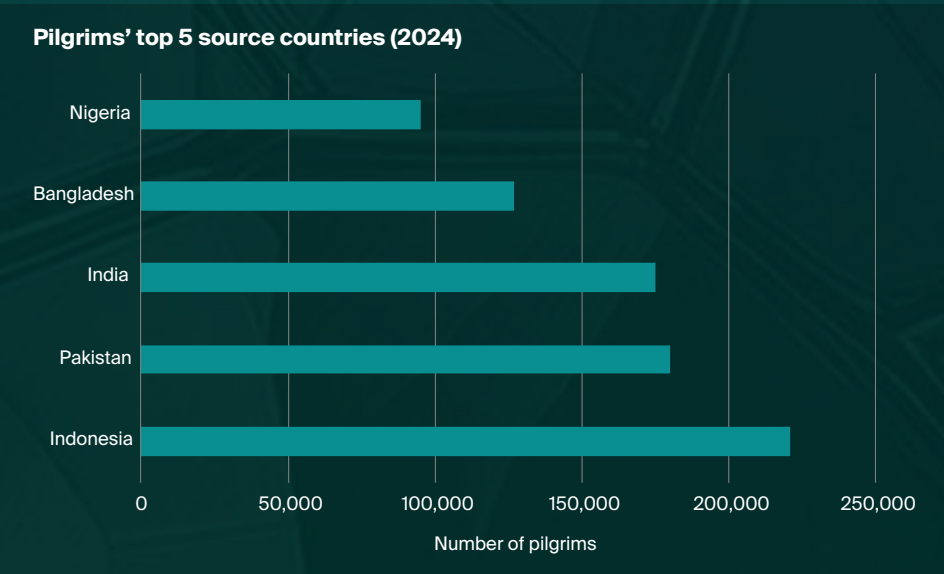 Pilgrims’ top 5 source countries (2024)
Nigeria
Bangladesh
India
Pakistan
Indonesia
0 50,000 100,000 150,000 200,000 250,000
Number of pilgrims